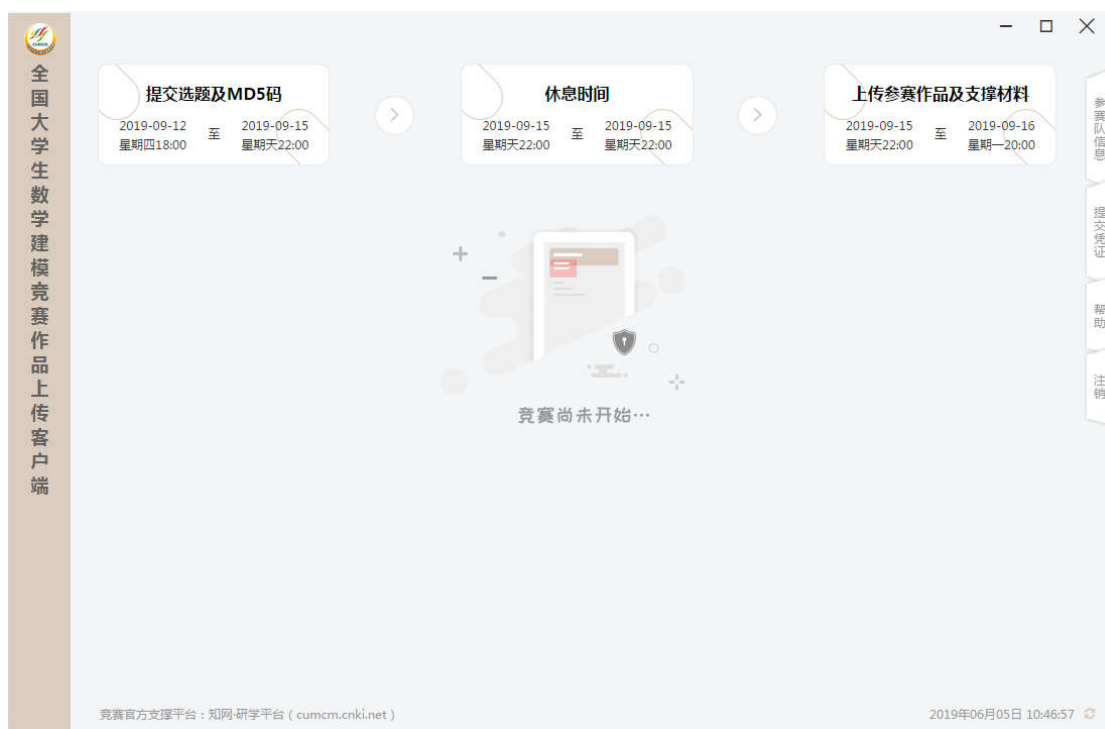 全国大学生数学建模竞赛作品上传客户端
提交选题及MD5码
2019-09-12
星期四18:00
至
2019-09-15
星期天22:00
休息时间
2019-09-15
星期天22:00
至
2019-09-15
星期天22:00
上传参赛作品及支撑材料
2019-09-15
星期天22:00
至
2019-09-16
星期一20:00
参赛队信息
提交凭证
帮助
注销
竞赛尚未开始…
竞赛官方支撑平台：知网·研学平台 ( cumcm.cnki.net )
2019年06月05日 10:46:57